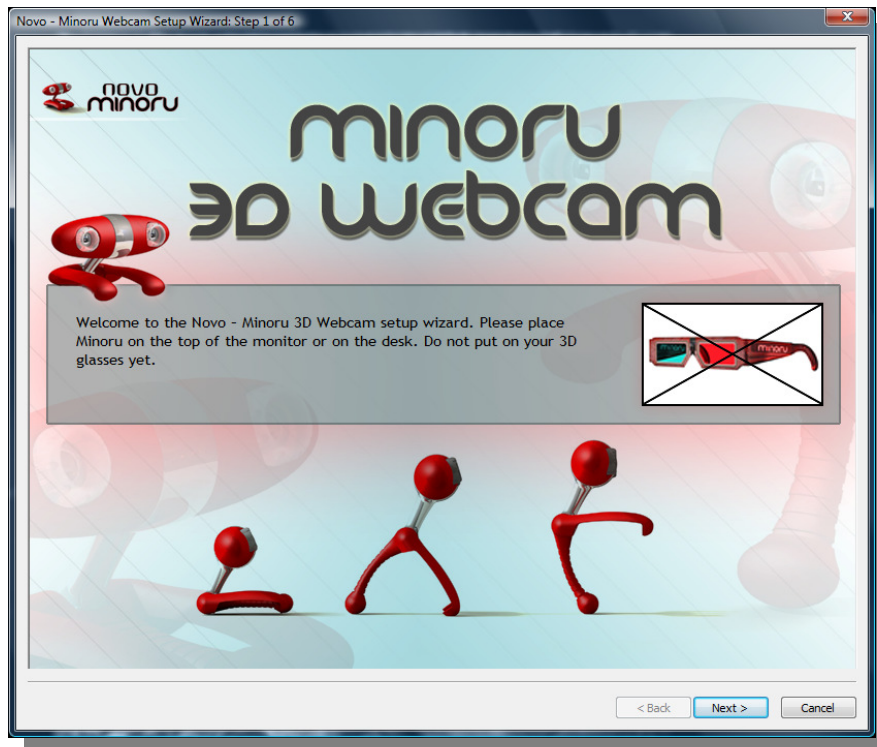 Novo - Minoru Webcam Setup Wizard: Step 1 of 6
novo
minoru
minoru
3D webcam
Welcome to the Novo - Minoru 3D Webcam setup wizard. Please place
Minoru on the top of the monitor or on the desk. Do not put on your 3D
glasses yet.
minoru
minoru
< Back
Next >
Cancel